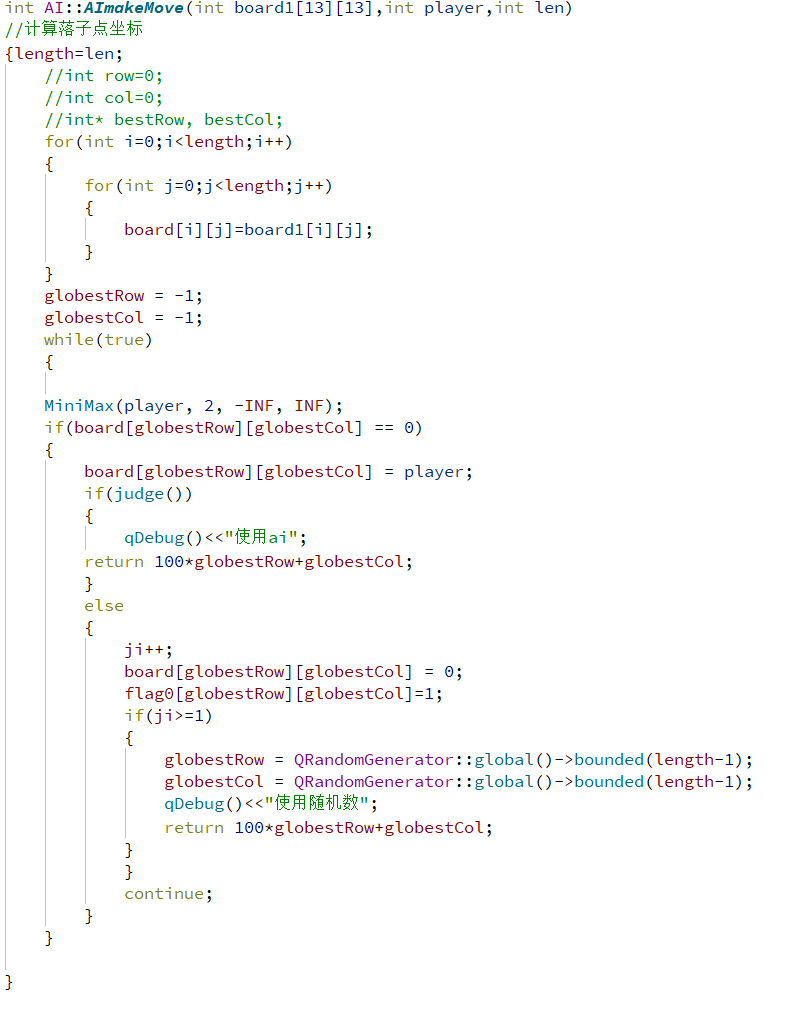 int AI::AImakeMove(int board1[13][13],int player,int len)
//计算落子点坐标
{length=len;
    //int row=0;
    //int col=0;
    //int* bestRow, bestCol;
    for(int i=0;i<length;i++)
    {
        for(int j=0;j<length;j++)
        {
            board[i][j]=board1[i][j];
        }
    }
    globestRow = -1;
    globestCol = -1;
    while(true)
    {
    MiniMax(player, 2, -INF, INF);
    if(board[globestRow][globestCol] == 0)
    {
        board[globestRow][globestCol] = player;
        if(judge())
        {
            qDebug()<<"使用ai";
        return 100*globestRow+globestCol;
        }
        else
        {
            ji++;
            board[globestRow][globestCol] = 0;
            flag0[globestRow][globestCol]=1;
            if(ji>=1)
            {
                globestRow = QRandomGenerator::global()->bounded(length-1);
                globestCol = QRandomGenerator::global()->bounded(length-1);
                qDebug()<<"使用随机数";
                return 100*globestRow+globestCol;
            }
            }
            continue;
        }
    }
}